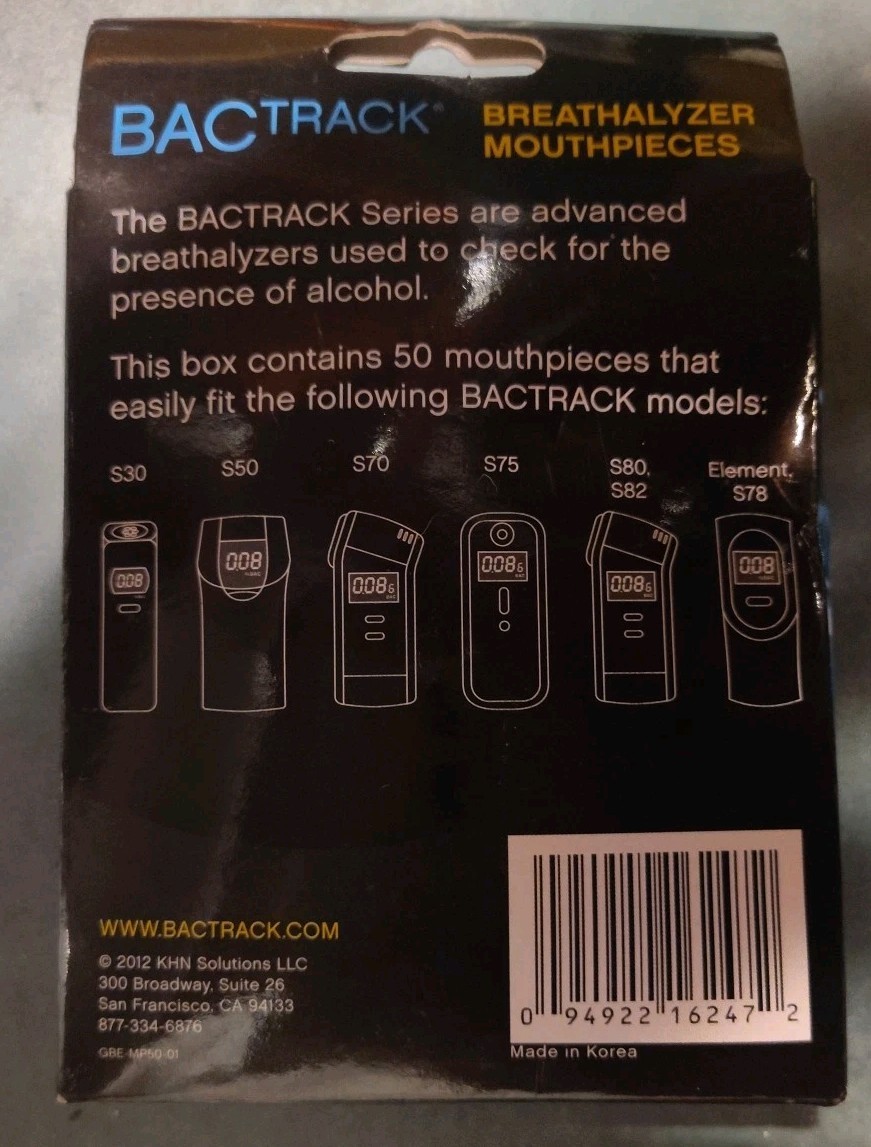 BACTRACK®
BREATHALYZER
MOUTHPIECES
The BACTRACK Series are advanced
breathalyzers used to check for the
presence of alcohol.
This box contains 50 mouthpieces that
easily fit the following BACTRACK models:
S30
S50
S70
S75
S80,
S82
Element,
S78
0.08
0.08
0.086
0.086
0.086
0.08
WWW.BACTRACK.COM
© 2012 KHN Solutions LLC
300 Broadway, Suite 26
San Francisco, CA 94133
877-334-6876
GBE-MP50-01
0 94922 16247 2
Made in Korea